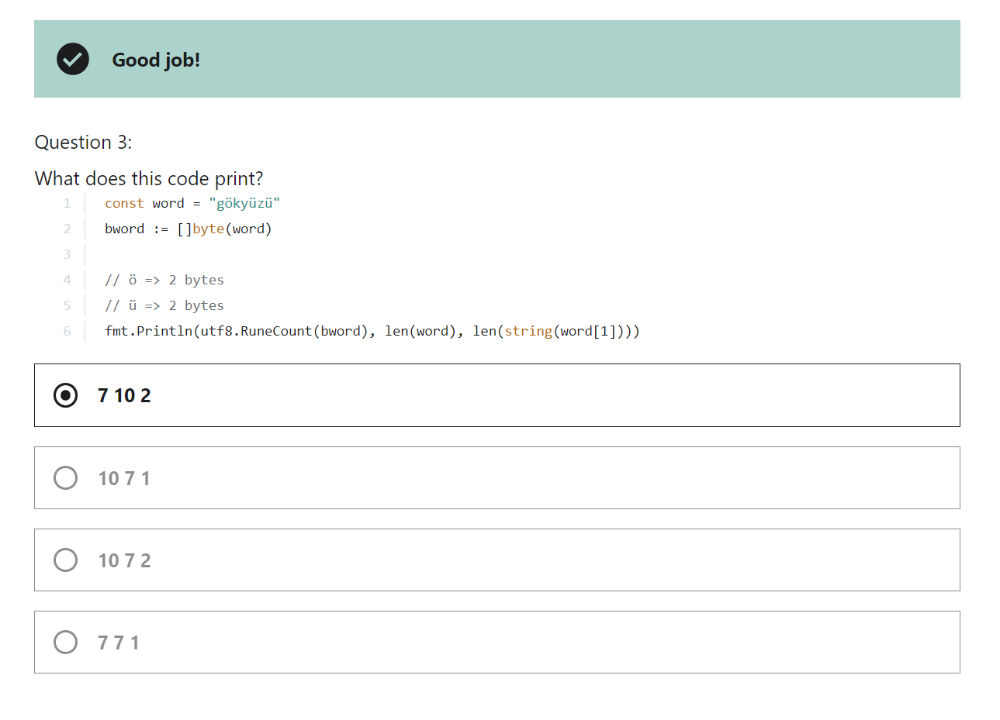 Good job!
Question 3:
What does this code print?
1 const word = "gökyüzü"
2 bword := []byte(word)
3
4 // ö => 2 bytes
5 // ü => 2 bytes
6 fmt.Println(utf8.RuneCount(bword), len(word), len(string(word[1])))
7 10 2
10 7 1
10 7 2
7 7 1